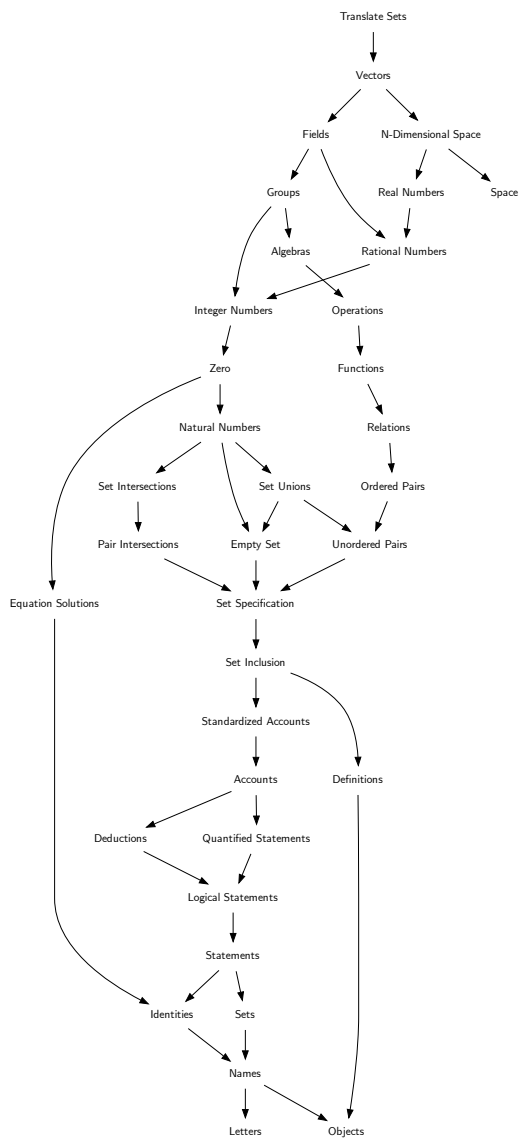 Translate Sets
Vectors
Fields
N-Dimensional Space
Groups
Real Numbers
Space
Algebras
Rational Numbers
Integer Numbers
Operations
Zero
Functions
Natural Numbers
Relations
Set Intersections
Set Unions
Ordered Pairs
Pair Intersections
Empty Set
Unordered Pairs
Equation Solutions
Set Specification
Set Inclusion
Standardized Accounts
Accounts
Definitions
Deductions
Quantified Statements
Logical Statements
Statements
Identities
Sets
Names
Letters
Objects